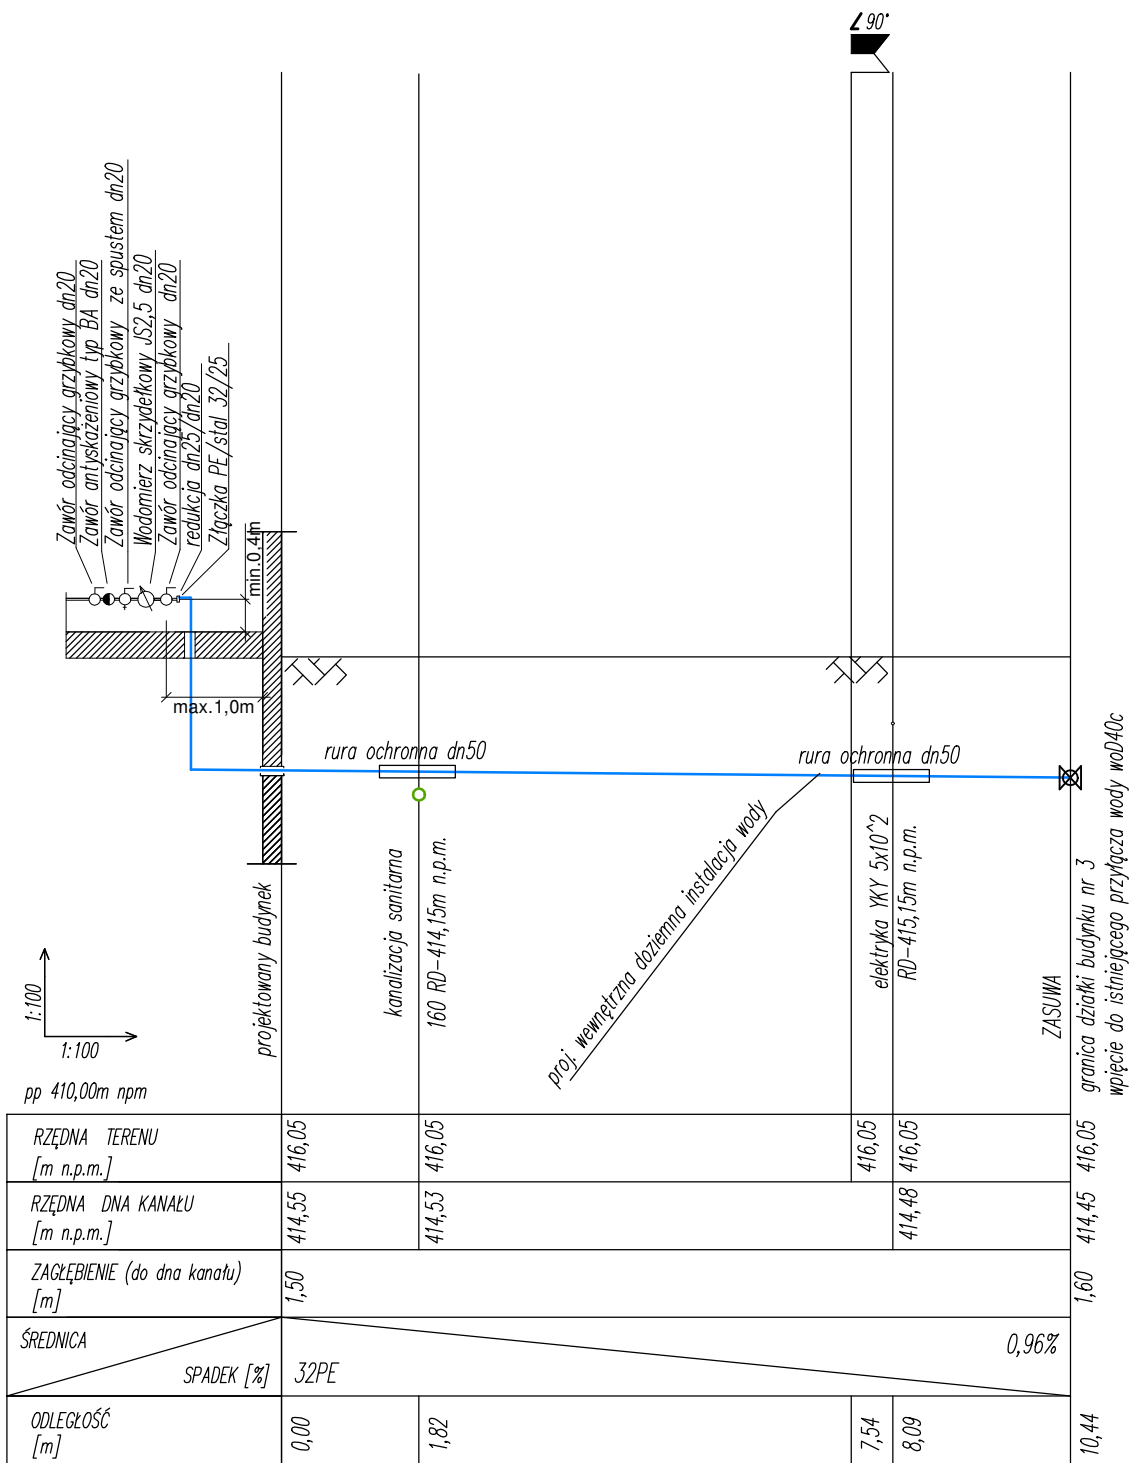 ∠ 90°
Zawór odcinający grzybkowy dn20
Zawór antyskażeniowy typ BA dn20
Zawór odcinający grzybkowy ze spustem dn20
Wodomierz skrzydełkowy JS2,5 dn20
Zawór odcinający grzybkowy dn20
redukcja dn25/dn20
Złączka PE/stal 32/25
min.0,4m
max.1,0m
rura ochronna dn50
rura ochronna dn50
projektowany budynek
kanalizacja sanitarna
160 RD-414,15m n.p.m.
proj. wewnętrzna doziemna instalacja wody
elektryka YKY 5x10^2
RD-415,15m n.p.m.
ZASUWA
granica działki budynku nr 3
wpięcie do istniejącego przyłącza wody woD40c
1:100
1:100
pp 410,00m npm
RZĘDNA TERENU
[m n.p.m.]
416,05
416,05
416,05
416,05
416,05
RZĘDNA DNA KANAŁU
[m n.p.m.]
414,55
414,53
414,48
414,45
ZAGŁĘBIENIE (do dna kanału)
[m]
1,50
1,60
ŚREDNICA
SPADEK [%]
32PE
0,96%
ODLEGŁOŚĆ
[m]
0,00
1,82
7,54
8,09
10,44